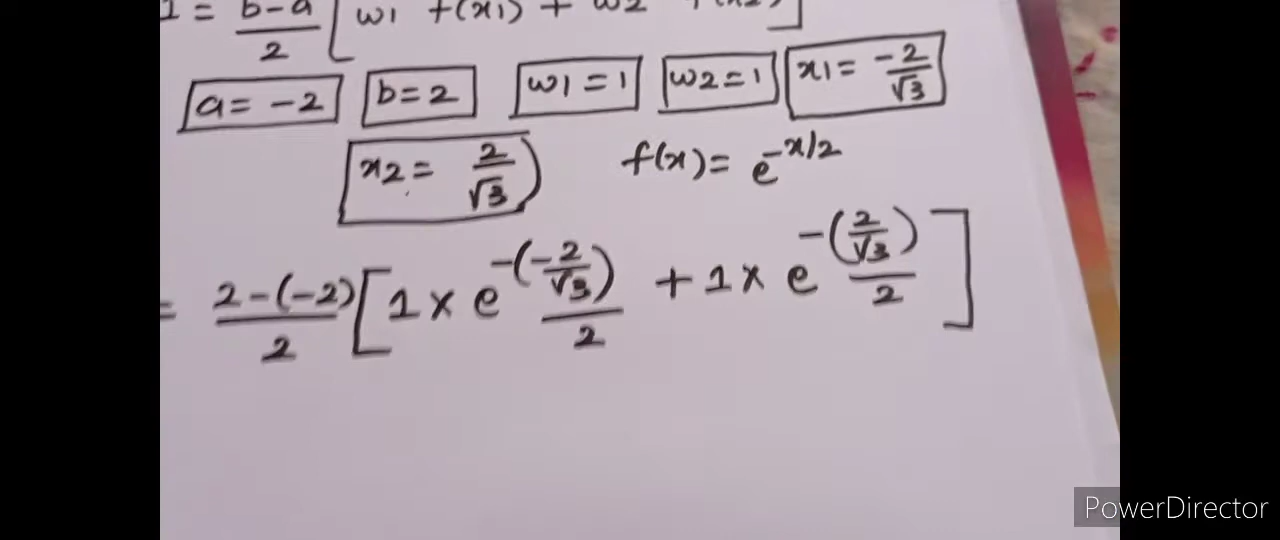 I = b-a/2 [ w1 f(x1) + w2 f(x2) ]
a = -2 b = 2 w1 = 1 w2 = 1 x1 = -2/√3
x2 = 2/√3 f(x) = e^-x/2
= 2-(-2)/2 [ 1 × e^-(-2/√3)/2 + 1 × e^-(2/√3)/2 ]
PowerDirector